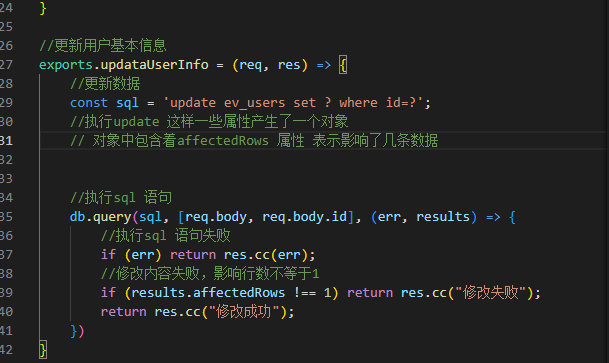 24 }
25
26 //更新用户基本信息
27 exports.updataUserInfo = (req, res) => {
28 //更新数据
29 const sql = 'update ev_users set ? where id=?';
30 //执行update 这样一些属性产生了一个对象
31 // 对象中包含着affectedRows 属性 表示影响了几条数据
32
33
34 //执行sql 语句
35 db.query(sql, [req.body, req.body.id], (err, results) => {
36 //执行sql 语句失败
37 if (err) return res.cc(err);
38 //修改内容失败，影响行数不等于1
39 if (results.affectedRows !== 1) return res.cc("修改失败");
40 return res.cc("修改成功");
41 })
42 }